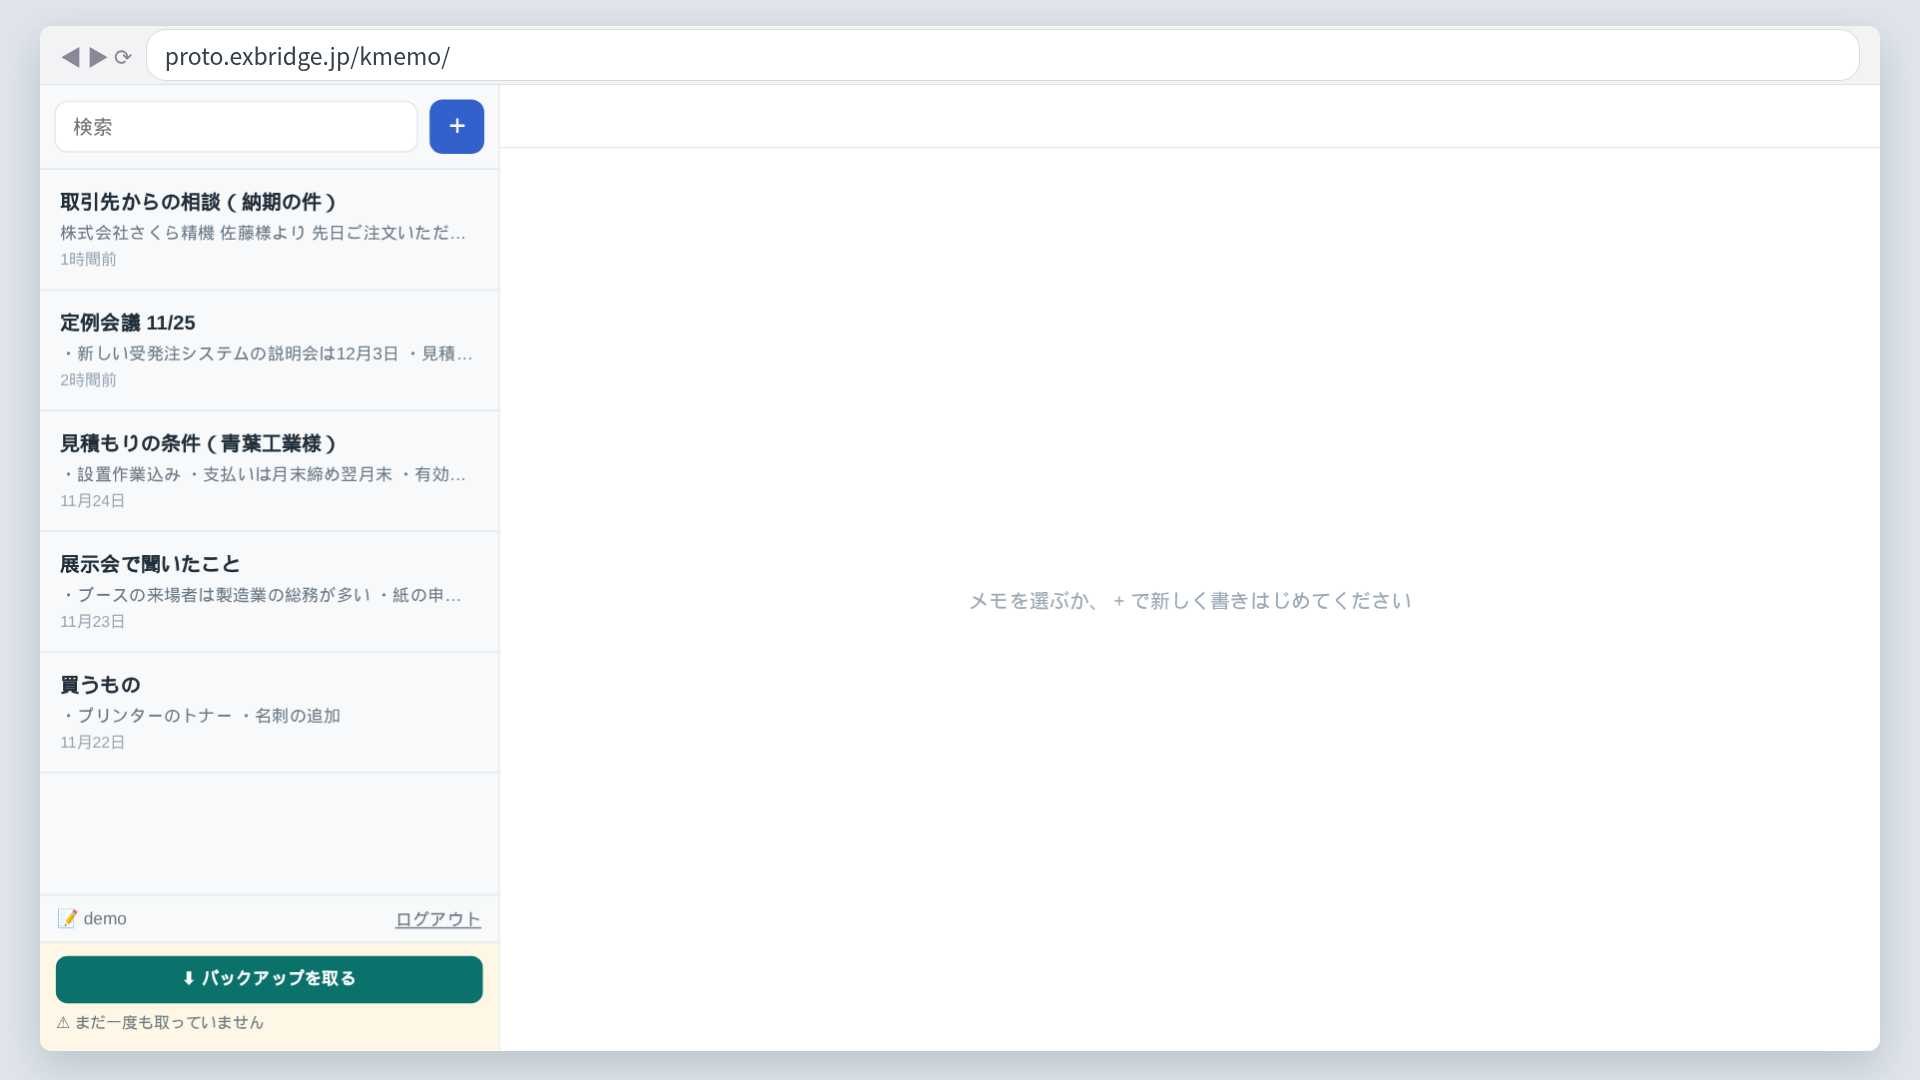 proto.exbridge.jp/kmemo/
検索
+
取引先からの相談（納期の件）
株式会社さくら精機 佐藤様より 先日ご注文いただ…
1時間前
定例会議 11/25
・新しい受発注システムの説明会は12月3日 ・見積…
2時間前
見積もりの条件（青葉工業様）
・設置作業込み ・支払いは月末締め翌月末 ・有効…
11月24日
展示会で聞いたこと
・ブースの来場者は製造業の総務が多い ・紙の申…
11月23日
買うもの
・プリンターのトナー ・名刺の追加
11月22日
📝 demo
ログアウト
⬇ バックアップを取る
⚠ まだ一度も取っていません
メモを選ぶか、 + で新しく書きはじめてください